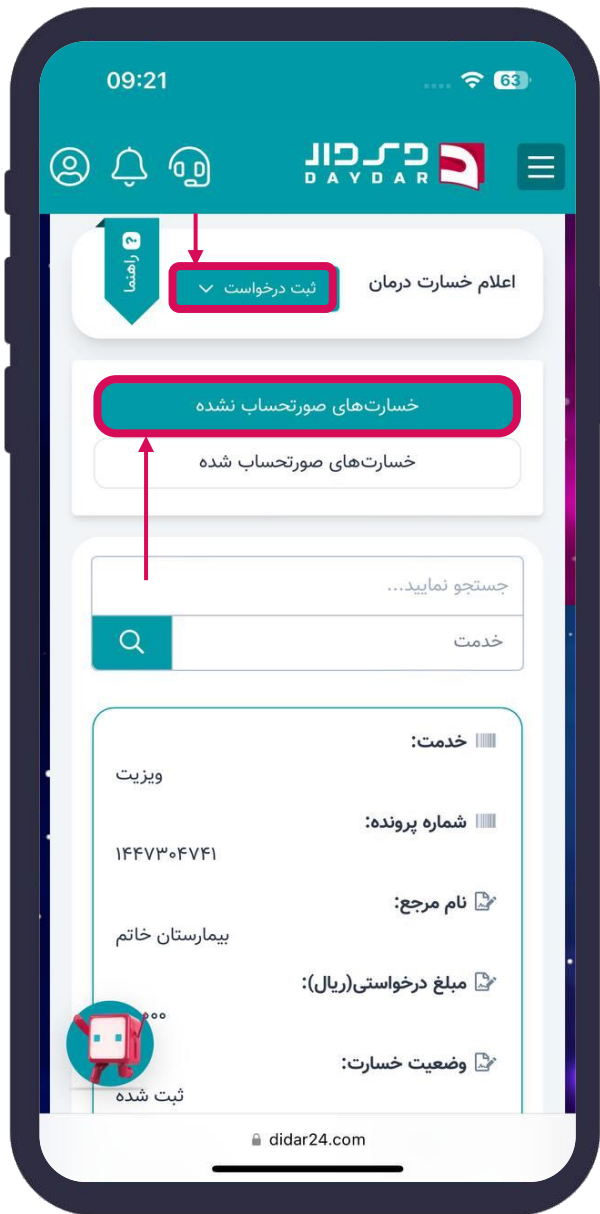 09:21
63
دیدار
DAYDAR
اعلام خسارت درمان
ثبت درخواست
راهنما
خسارت‌های صورتحساب نشده
خسارت‌های صورتحساب شده
جستجو نمایید...
خدمت
خدمت:
ویزیت
شماره پرونده:
۱۴۴۷۳۰۴۷۴۱
نام مرجع:
بیمارستان خاتم
مبلغ درخواستی(ریال):
وضعیت خسارت:
ثبت شده
didar24.com